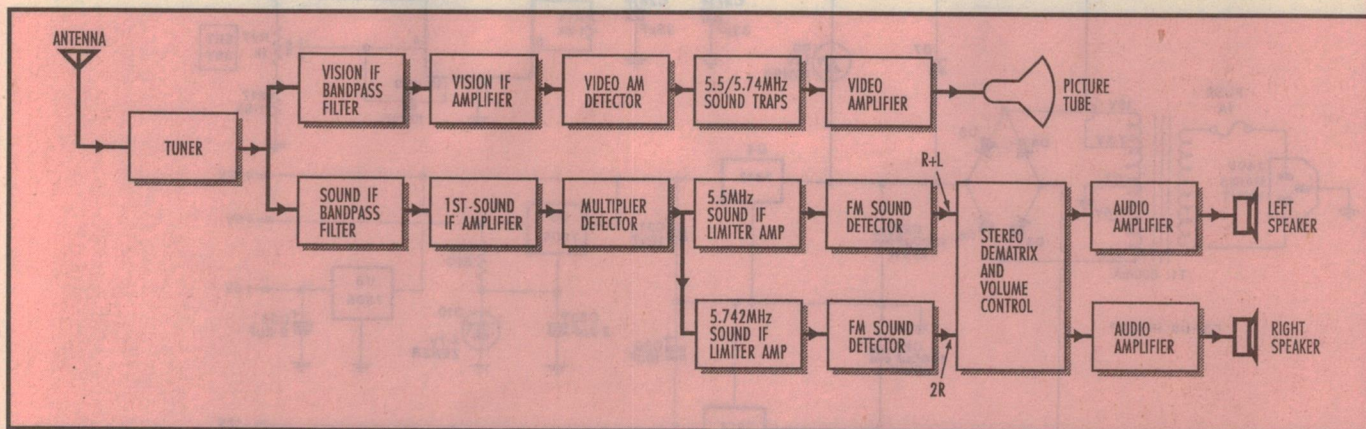 ANTENNA
TUNER
VISION IF
BANDPASS
FILTER
VISION IF
AMPLIFIER
VIDEO AM
DETECTOR
5.5/5.74MHz
SOUND TRAPS
VIDEO
AMPLIFIER
PICTURE
TUBE
SOUND IF
BANDPASS
FILTER
1ST-SOUND
IF AMPLIFIER
MULTIPLIER
DETECTOR
5.5MHz
SOUND IF
LIMITER AMP
FM SOUND
DETECTOR
R+L
STEREO
DEMATRIX
AND
VOLUME
CONTROL
AUDIO
AMPLIFIER
LEFT
SPEAKER
5.742MHz
SOUND IF
LIMITER AMP
FM SOUND
DETECTOR
2R
AUDIO
AMPLIFIER
RIGHT
SPEAKER